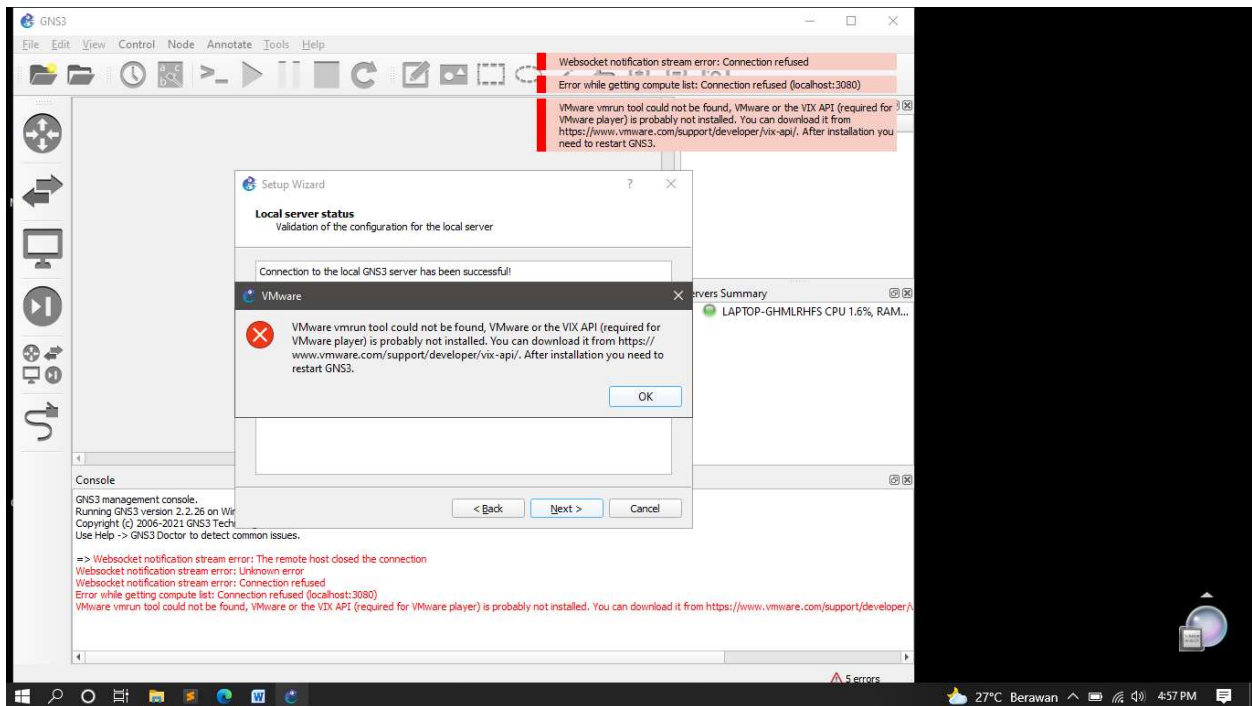 GNS3
File Edit View Control Node Annotate Tools Help
Websocket notification stream error: Connection refused
Error while getting compute list: Connection refused (localhost:3080)
VMware vmrun tool could not be found, VMware or the VIX API (required for
VMware player) is probably not installed. You can download it from
https://www.vmware.com/support/developer/vix-api/. After installation you
need to restart GNS3.
Setup Wizard
Local server status
Validation of the configuration for the local server
Connection to the local GNS3 server has been successful!
VMware
VMware vmrun tool could not be found, VMware or the VIX API (required for
VMware player) is probably not installed. You can download it from https://
www.vmware.com/support/developer/vix-api/. After installation you need to
restart GNS3.
OK
< Back Next > Cancel
ervers Summary
LAPTOP-GHMLRHFS CPU 1.6%, RAM...
Console
GNS3 management console.
Running GNS3 version 2.2.26 on Wi
Copyright (c) 2006-2021 GNS3 Tech
Use Help -> GNS3 Doctor to detect common issues.
=> Websocket notification stream error: The remote host closed the connection
Websocket notification stream error: Unknown error
Websocket notification stream error: Connection refused
Error while getting compute list: Connection refused (localhost:3080)
VMware vmrun tool could not be found, VMware or the VIX API (required for VMware player) is probably not installed. You can download it from https://www.vmware.com/support/developer/
5 errors
27°C Berawan 4:57 PM